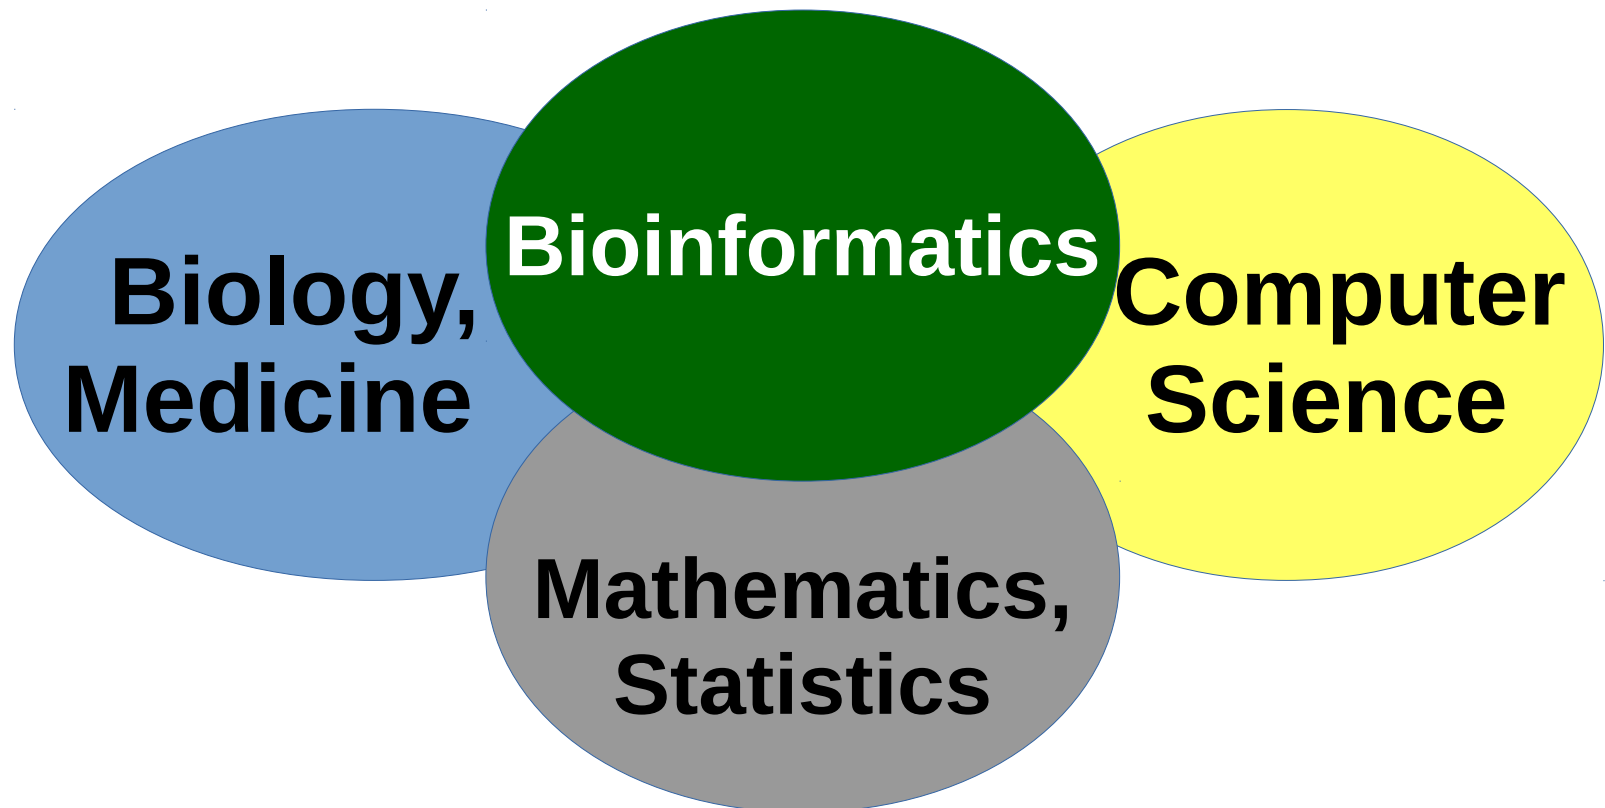 Bioinformatics
Biology,
Medicine
Computer
Science
Mathematics,
Statistics